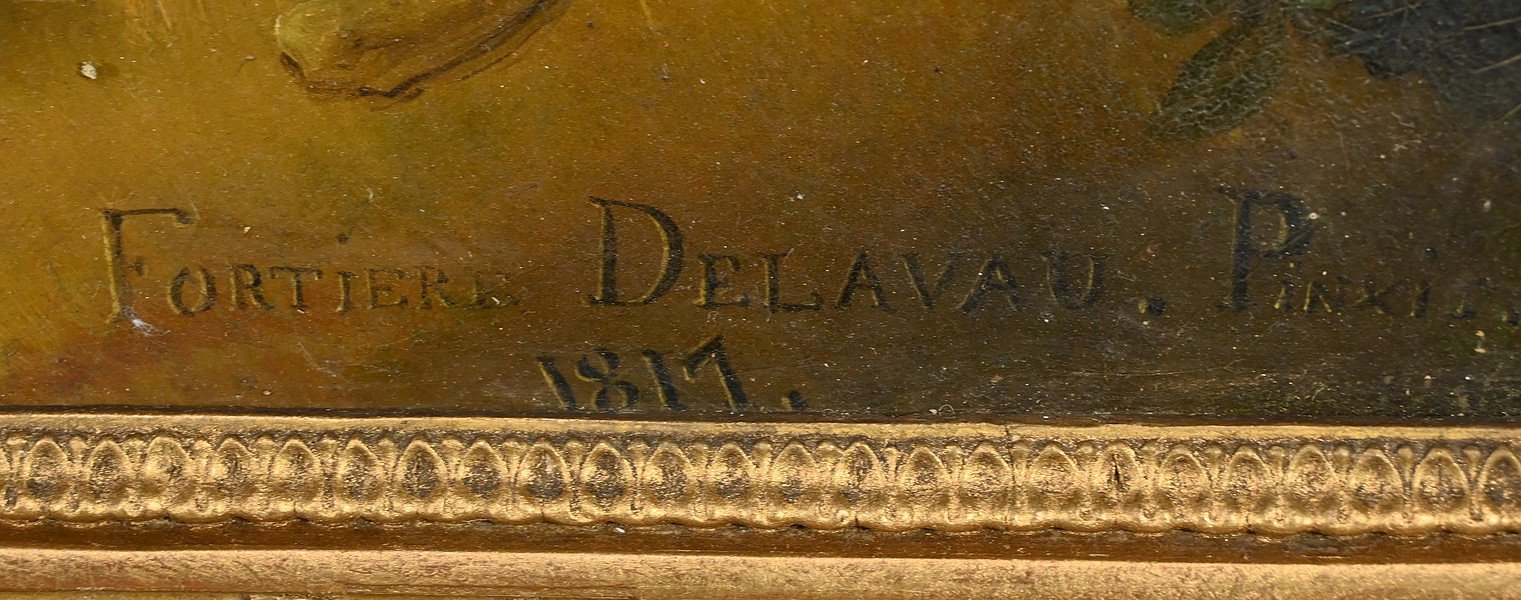 FORTIERE DELAVAU. PINXIT.
1817.